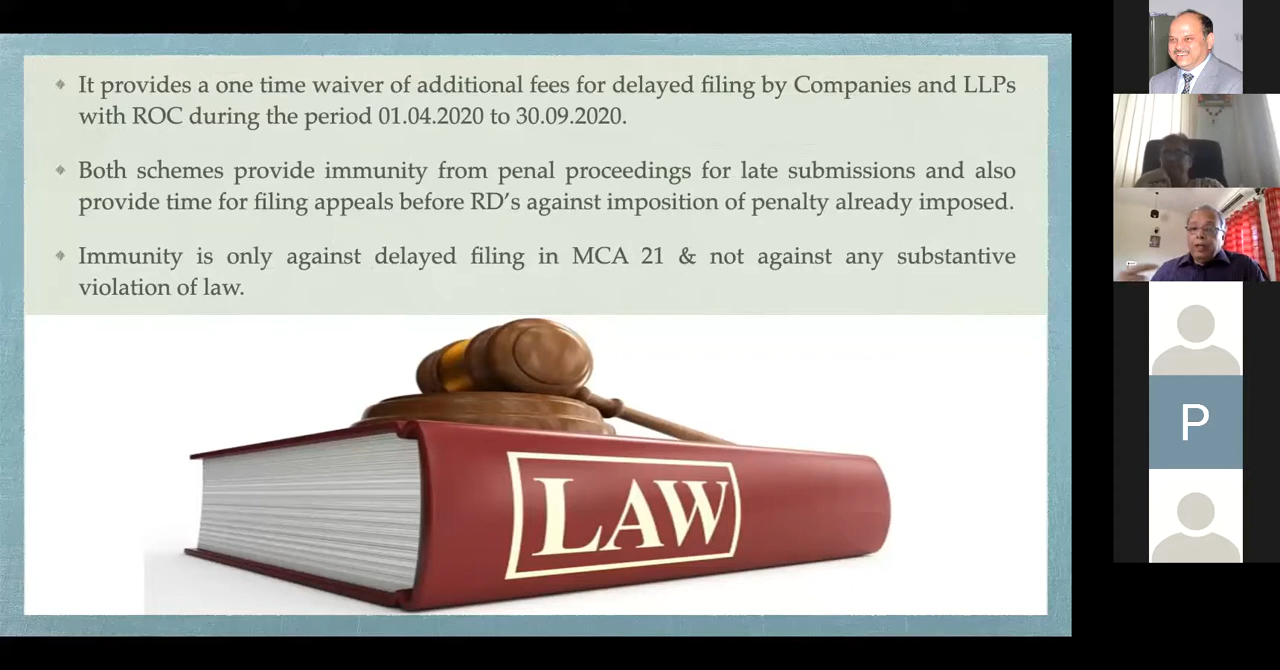 It provides a one time waiver of additional fees for delayed filing by Companies and LLPs
with ROC during the period 01.04.2020 to 30.09.2020.
Both schemes provide immunity from penal proceedings for late submissions and also
provide time for filing appeals before RD’s against imposition of penalty already imposed.
Immunity is only against delayed filing in MCA 21 & not against any substantive
violation of law.
LAW
P